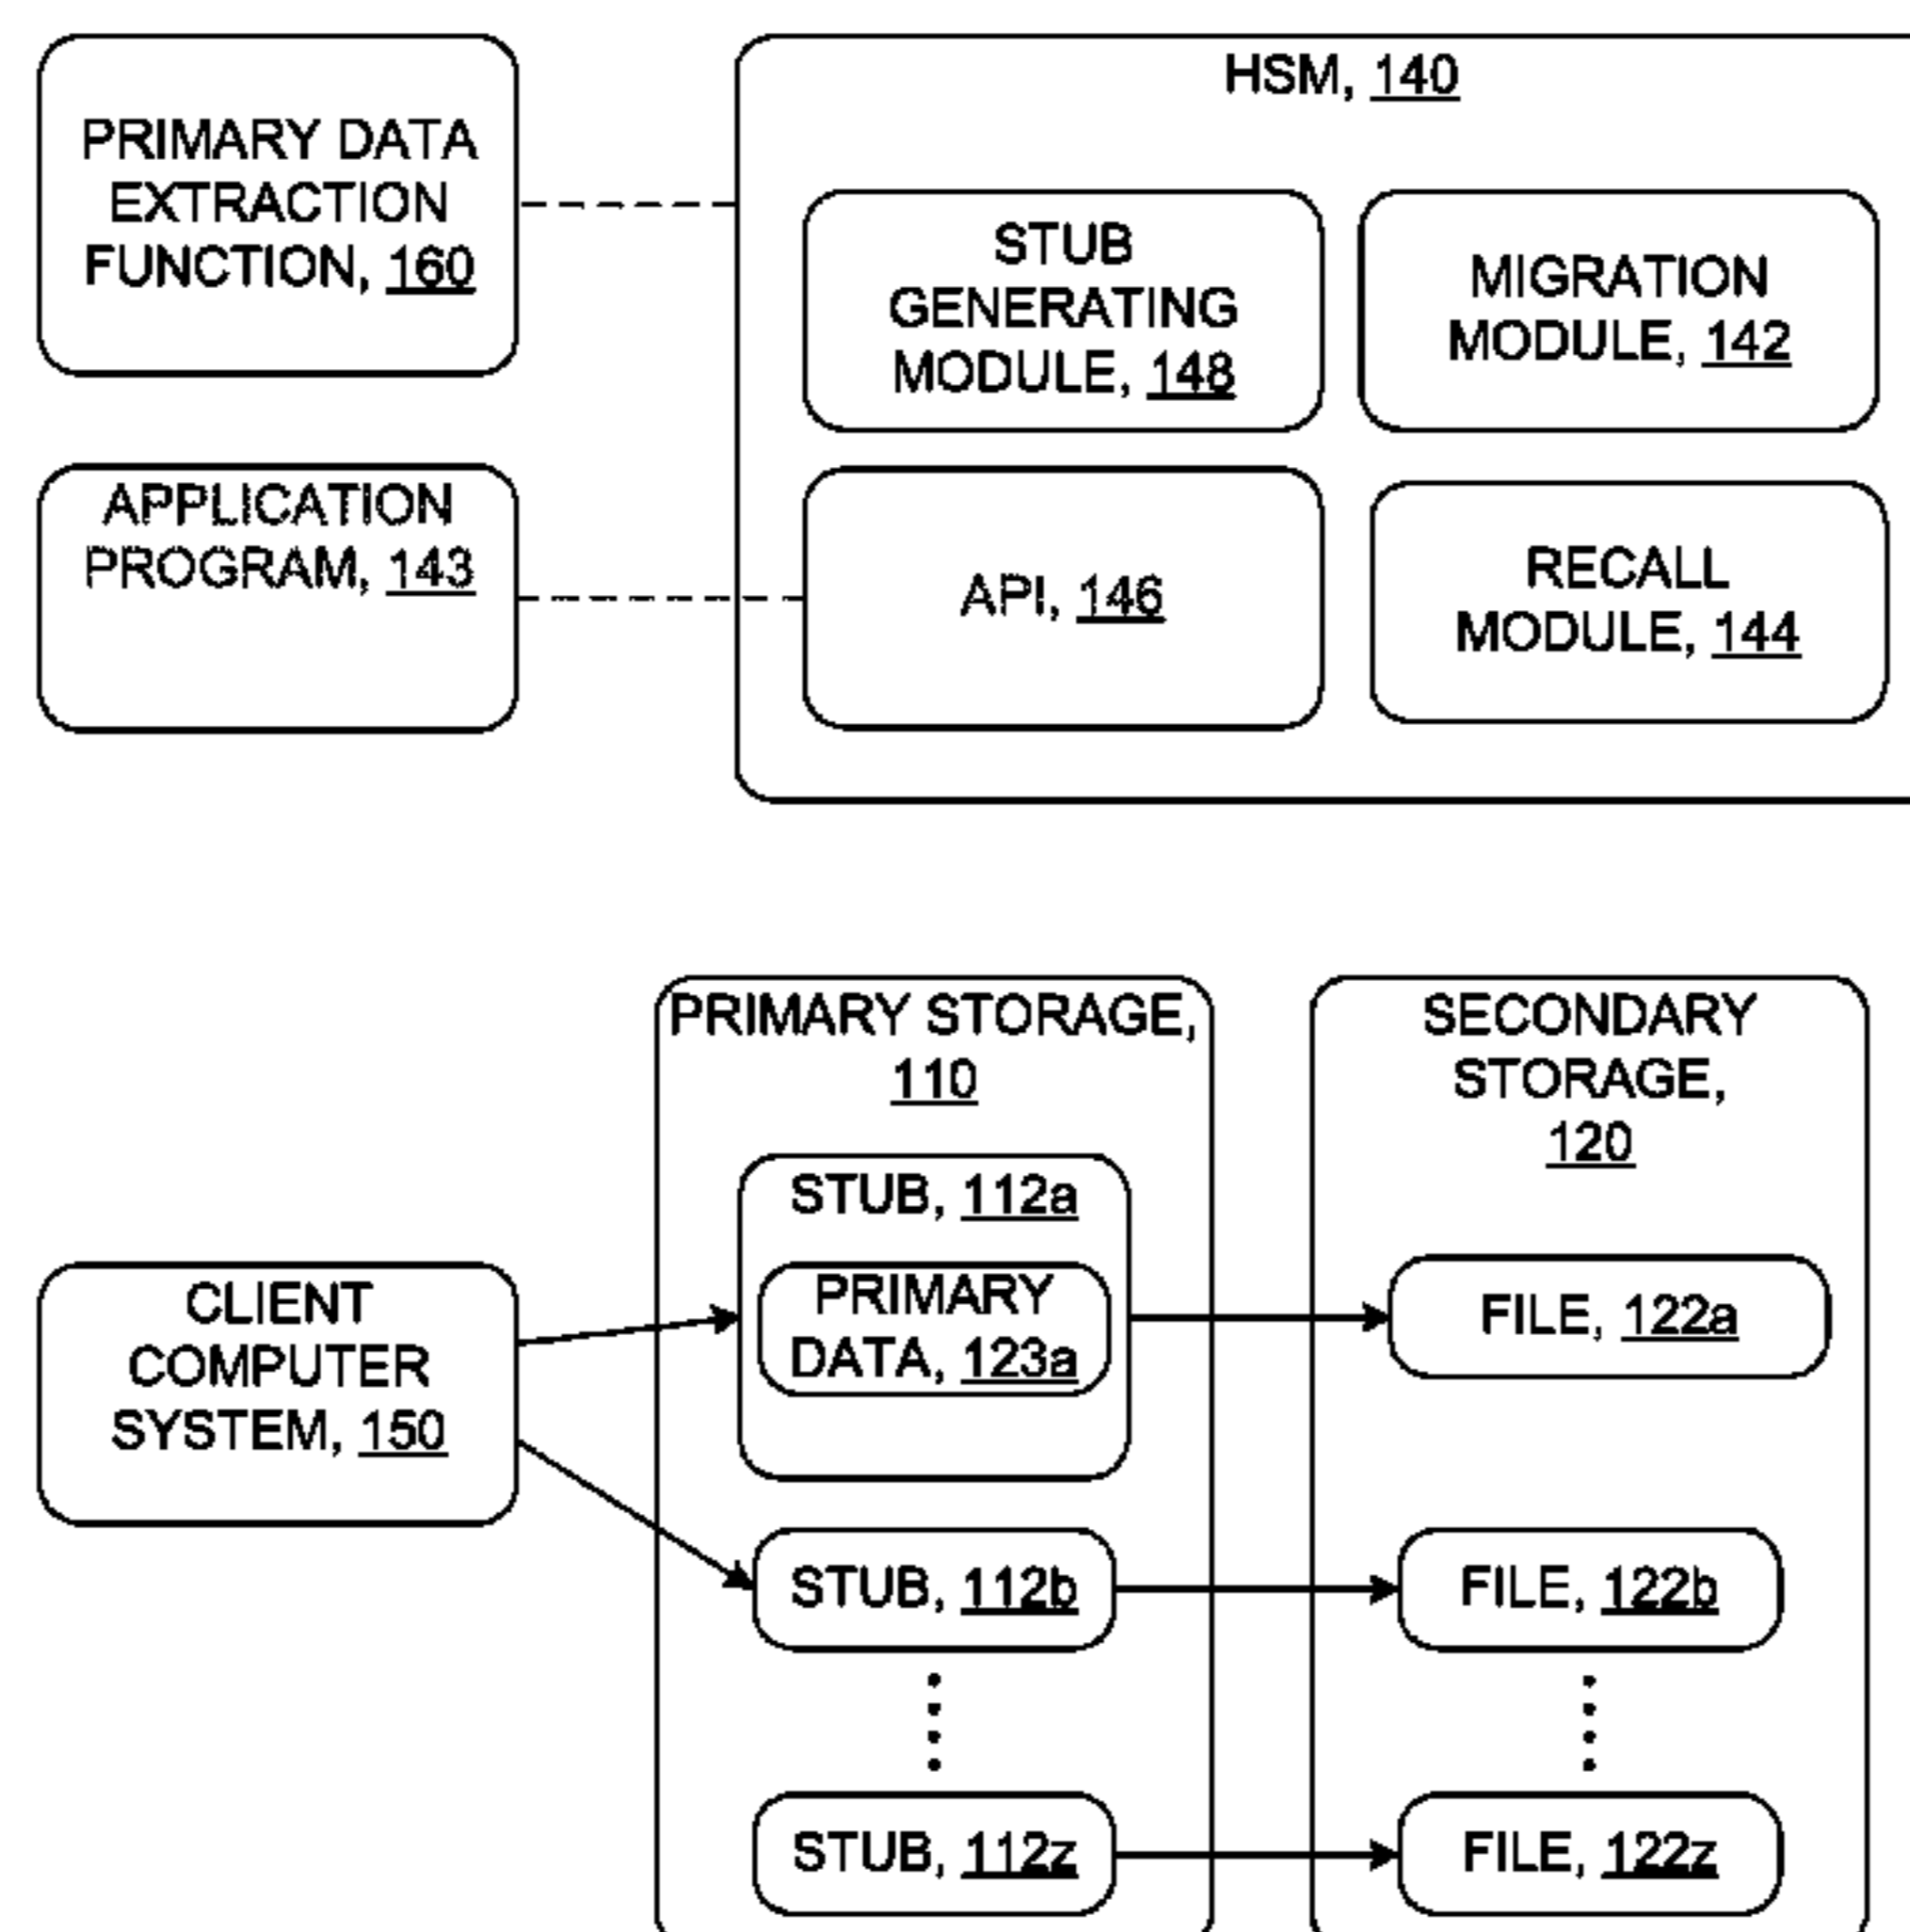 PRIMARY DATA
EXTRACTION
FUNCTION, 160
HSM, 140
STUB
GENERATING
MODULE, 148
MIGRATION
MODULE, 142
APPLICATION
PROGRAM, 143
API, 146
RECALL
MODULE, 144
PRIMARY STORAGE,
110
SECONDARY
STORAGE,
120
STUB, 112a
PRIMARY
DATA, 123a
FILE, 122a
CLIENT
COMPUTER
SYSTEM, 150
STUB, 112b
FILE, 122b
STUB, 112z
FILE, 122z